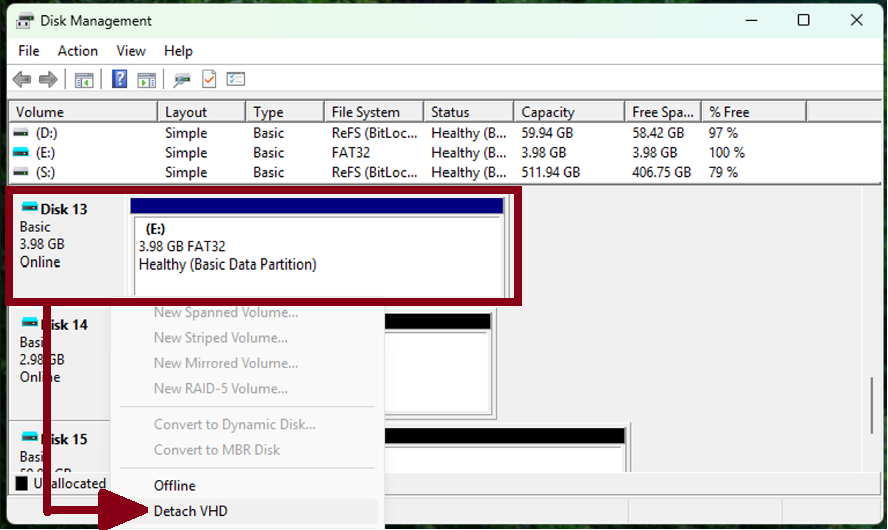 Disk Management
File Action View Help
Volume Layout Type File System Status Capacity Free Spa... % Free
(D:) Simple Basic ReFS (BitLoc... Healthy (B... 59.94 GB 58.42 GB 97 %
(E:) Simple Basic FAT32 Healthy (B... 3.98 GB 3.98 GB 100 %
(S:) Simple Basic ReFS (BitLoc... Healthy (B... 511.94 GB 406.75 GB 79 %
Disk 13
Basic
3.98 GB
Online
(E:)
3.98 GB FAT32
Healthy (Basic Data Partition)
Disk 14
Basic
2.98 GB
Online
Disk 15
Basic
Unallocated
New Spanned Volume...
New Striped Volume...
New Mirrored Volume...
New RAID-5 Volume...
Convert to Dynamic Disk...
Convert to MBR Disk
Offline
Detach VHD